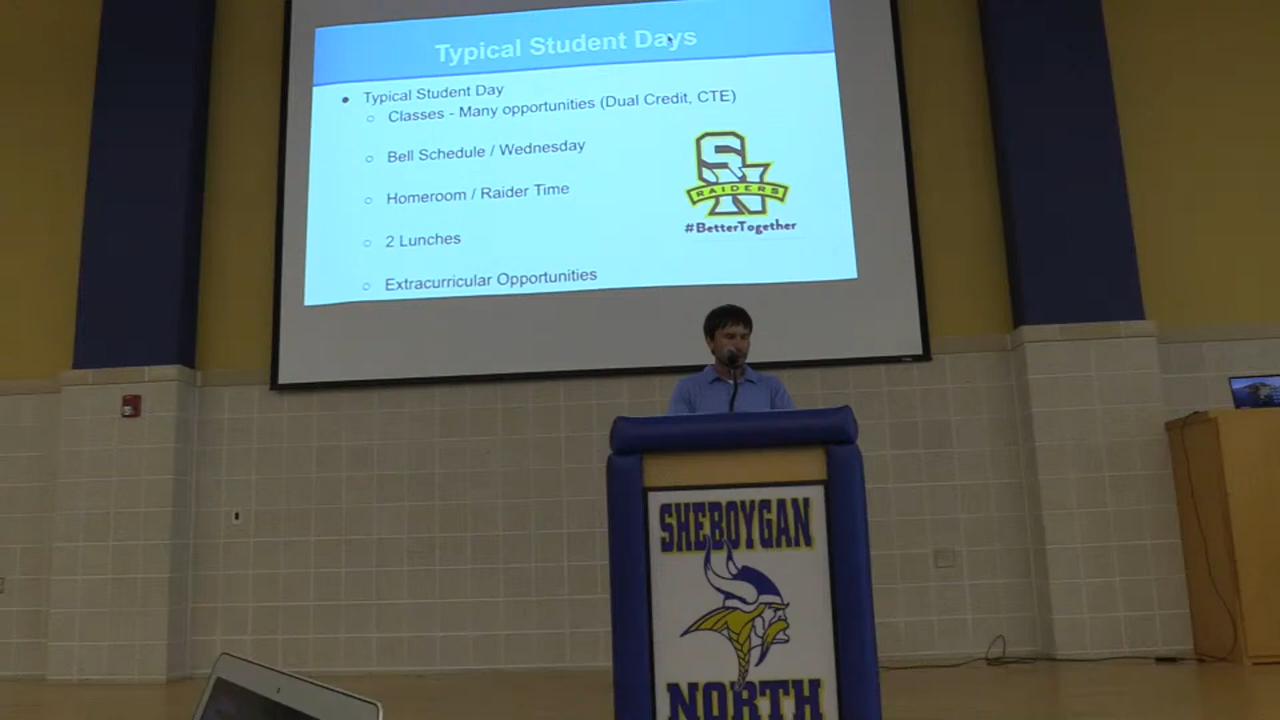 Typical Student Days
Typical Student Day
Classes - Many opportunities (Dual Credit, CTE)
Bell Schedule / Wednesday
Homeroom / Raider Time
2 Lunches
Extracurricular Opportunities
SN
RAIDERS
#BetterTogether
SHEBOYGAN
NORTH